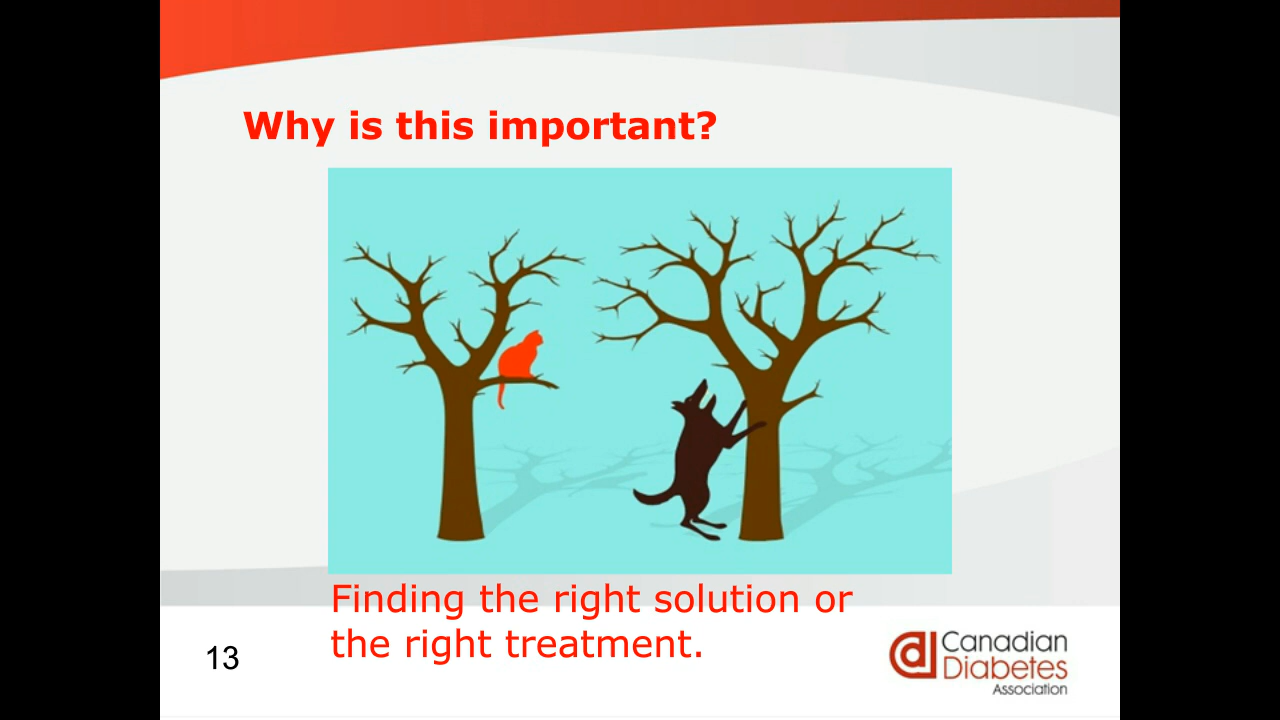 Why is this important?
Finding the right solution or
the right treatment.
13
Canadian
Diabetes
Association